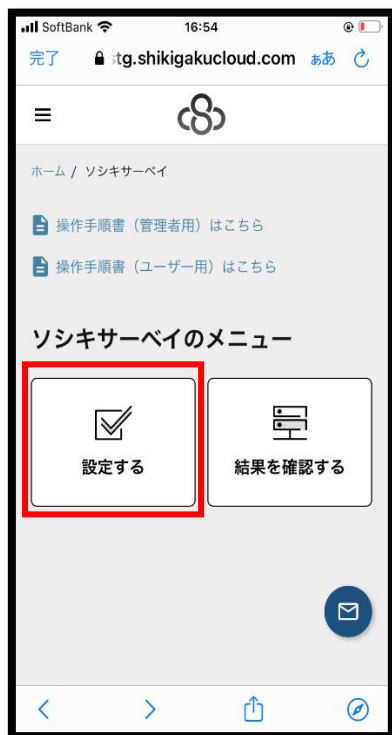 SoftBank 16:54
完了 stg.shikigakucloud.com ぁあ
ホーム / ソシキサーベイ
操作手順書（管理者用）はこちら
操作手順書（ユーザー用）はこちら
ソシキサーベイのメニュー
設定する 結果を確認する